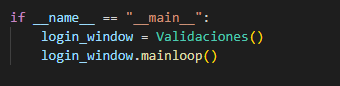 if __name__ == "__main__":
    login_window = Validaciones()
    login_window.mainloop()